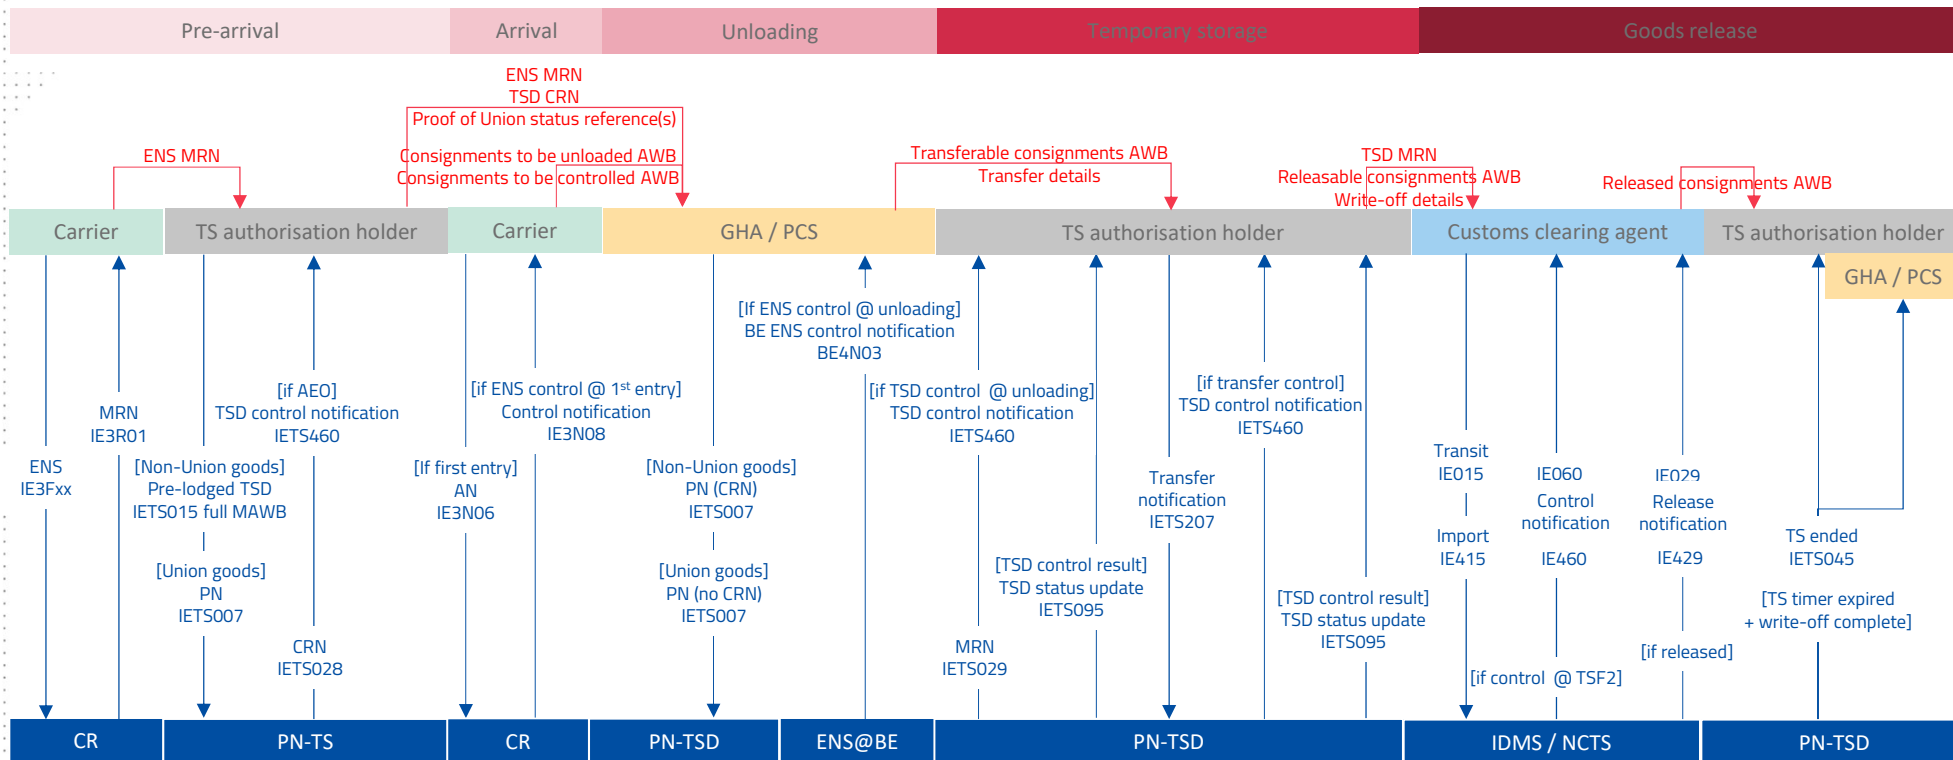 Pre-arrival
Arrival
Unloading
Temporary storage
Goods release
ENS MRN
ENS MRN
TSD CRN
Proof of Union status reference(s)
Consignments to be unloaded AWB
Consignments to be controlled AWB
Transferable consignments AWB
Transfer details
TSD MRN
Releasable consignments AWB
Write-off details
Released consignments AWB
Carrier
TS authorisation holder
Carrier
GHA / PCS
TS authorisation holder
Customs clearing agent
TS authorisation holder
GHA / PCS
ENS
IE3Fxx
MRN
IE3R01
[Non-Union goods]
Pre-lodged TSD
IETS015 full MAWB
[Union goods]
PN
IETS007
[if AEO]
TSD control notification
IETS460
CRN
IETS028
[If first entry]
AN
IE3N06
[if ENS control @ 1st entry]
Control notification
IE3N08
[Non-Union goods]
PN (CRN)
IETS007
[Union goods]
PN (no CRN)
IETS007
[If ENS control @ unloading]
BE ENS control notification
BE4N03
[if TSD control @ unloading]
TSD control notification
IETS460
MRN
IETS029
[TSD control result]
TSD status update
IETS095
Transfer
notification
IETS207
[if transfer control]
TSD control notification
IETS460
[TSD control result]
TSD status update
IETS095
Transit
IE015
Import
IE415
IE060
Control
notification
IE460
[if control @ TSF2]
IE029
Release
notification
IE429
[if released]
TS ended
IETS045
[TS timer expired
+ write-off complete]
CR
PN-TS
CR
PN-TSD
ENS@BE
PN-TSD
IDMS / NCTS
PN-TSD